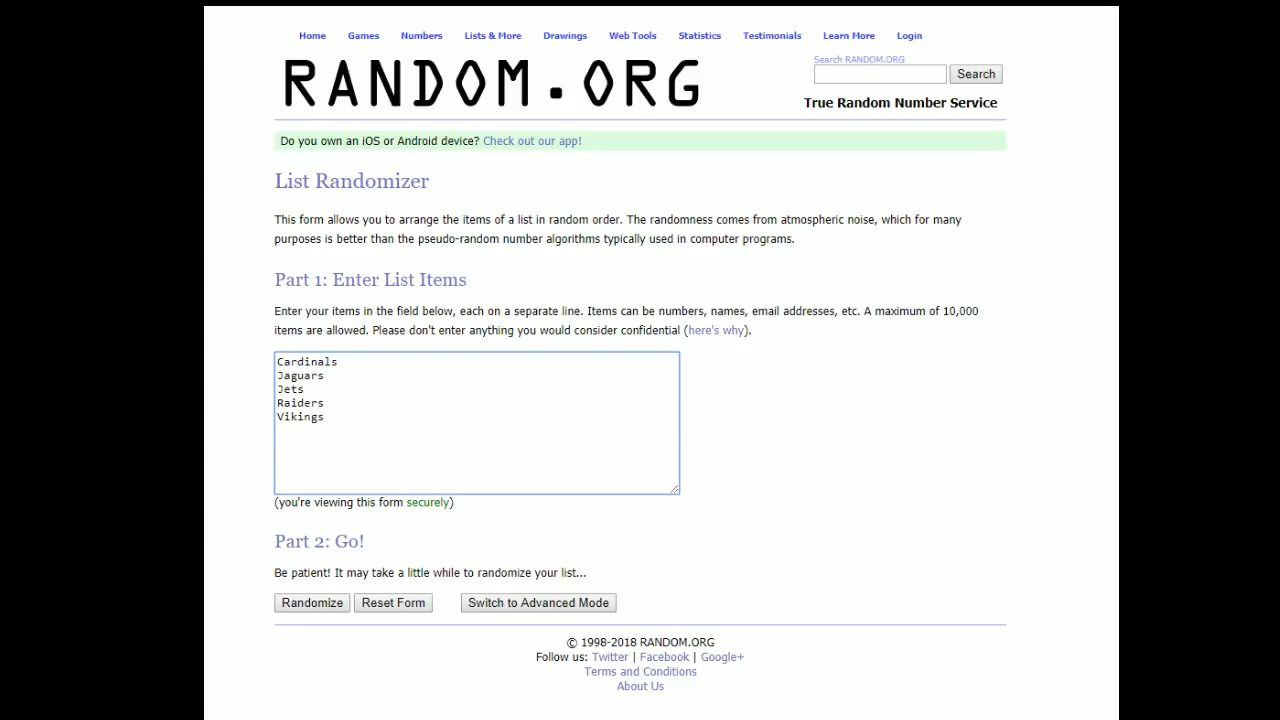 Home Games Numbers Lists & More Drawings Web Tools Statistics Testimonials Learn More Login
RANDOM.ORG
Search RANDOM.ORG
Search
True Random Number Service
Do you own an iOS or Android device? Check out our app!
List Randomizer
This form allows you to arrange the items of a list in random order. The randomness comes from atmospheric noise, which for many
purposes is better than the pseudo-random number algorithms typically used in computer programs.
Part 1: Enter List Items
Enter your items in the field below, each on a separate line. Items can be numbers, names, email addresses, etc. A maximum of 10,000
items are allowed. Please don't enter anything you would consider confidential (here's why).
Cardinals
Jaguars
Jets
Raiders
Vikings
(you're viewing this form securely)
Part 2: Go!
Be patient! It may take a little while to randomize your list...
Randomize Reset Form Switch to Advanced Mode
© 1998-2018 RANDOM.ORG
Follow us: Twitter | Facebook | Google+
Terms and Conditions
About Us